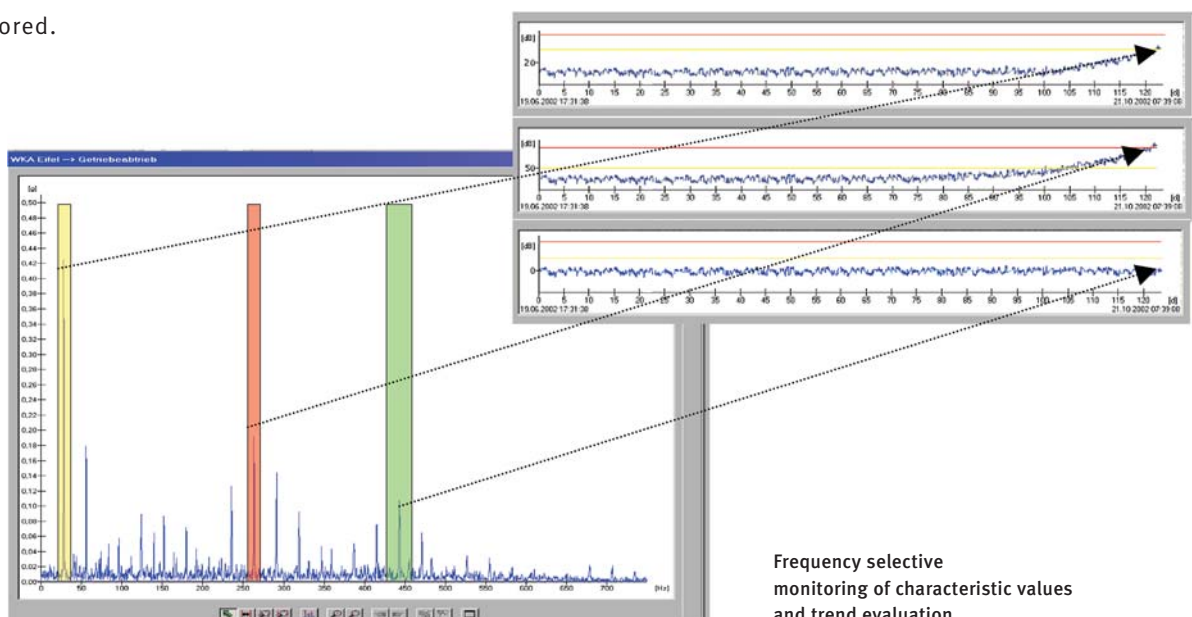 ored.
[dB]
20
0 5 10 15 20 25 30 35 40 45 50 55 60 65 70 75 80 85 90 95 100 105 110 115 120 [d]
19.06.2002 17:31:38 21.10.2002 07:39:08
[dB]
50
0 5 10 15 20 25 30 35 40 45 50 55 60 65 70 75 80 85 90 95 100 105 110 115 120 [d]
19.06.2002 17:31:38 21.10.2002 07:39:08
[dB]
0
0 5 10 15 20 25 30 35 40 45 50 55 60 65 70 75 80 85 90 95 100 105 110 115 120 [d]
19.06.2002 17:31:38 21.10.2002 07:39:08
WKA Eifel --> Getriebeabtrieb
0,50
0,48
0,46
0,44
0,42
0,40
0,38
0,36
0,34
0,32
0,30
0,28
0,26
0,24
0,22
0,20
0,18
0,16
0,14
0,12
0,10
0,08
0,06
0,04
0,02
0,00
0 50 100 150 200 250 300 350 400 450 500 550 600 650 700 [Hz]
Frequency selective
monitoring of characteristic values
and trend evaluation